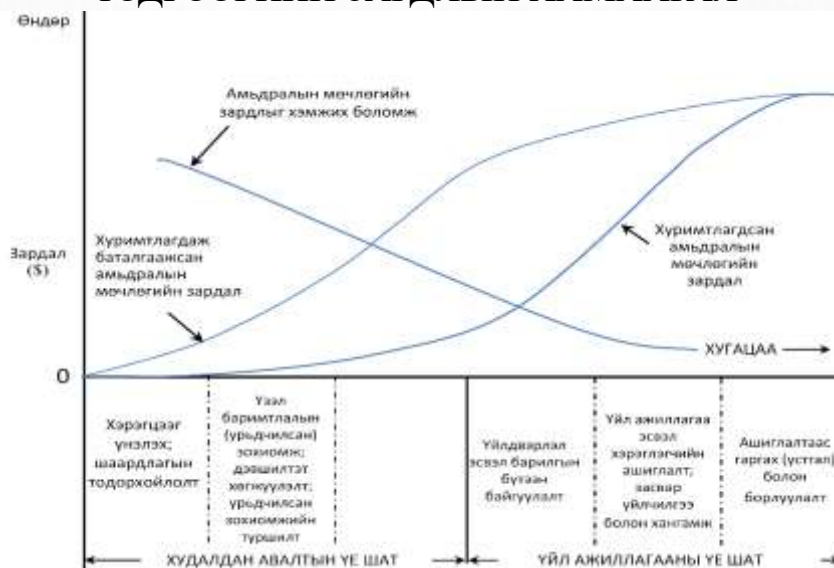 Өндөр
Амьдралын мөчлөгийн
зардлыг хэмжих боломж
Хуримтлагдаж
баталгаажсан
амьдралын
мөчлөгийн зардал
Зардал
($)
Хуримтлагдсан
амьдралын
мөчлөгийн
зардал
ХУГАЦАА
0
Хэрэгцээг
үнэлэх;
шаардлагын
тодорхойлолт
Үзэл
баримтлалын
(урьдчилсан)
зохиомж;
дэвшилтэт
хөгжүүлэлт;
урьдчилсан
зохиомжийн
туршилт
Үйлдвэрлэл
эсвэл барилгын
бүтээн
байгуулалт
Үйл ажиллагаа
эсвэл
хэрэглэгчийн
ашиглалт;
засвар
үйлчилгээ
болон хангамж
Ашиглалтаас
гаргах (устгал)
болон
борлуулалт
ХУДАЛДАН АВАЛТЫН ҮЕ ШАТ
ҮЙЛ АЖИЛЛАГААНЫ ҮЕ ШАТ